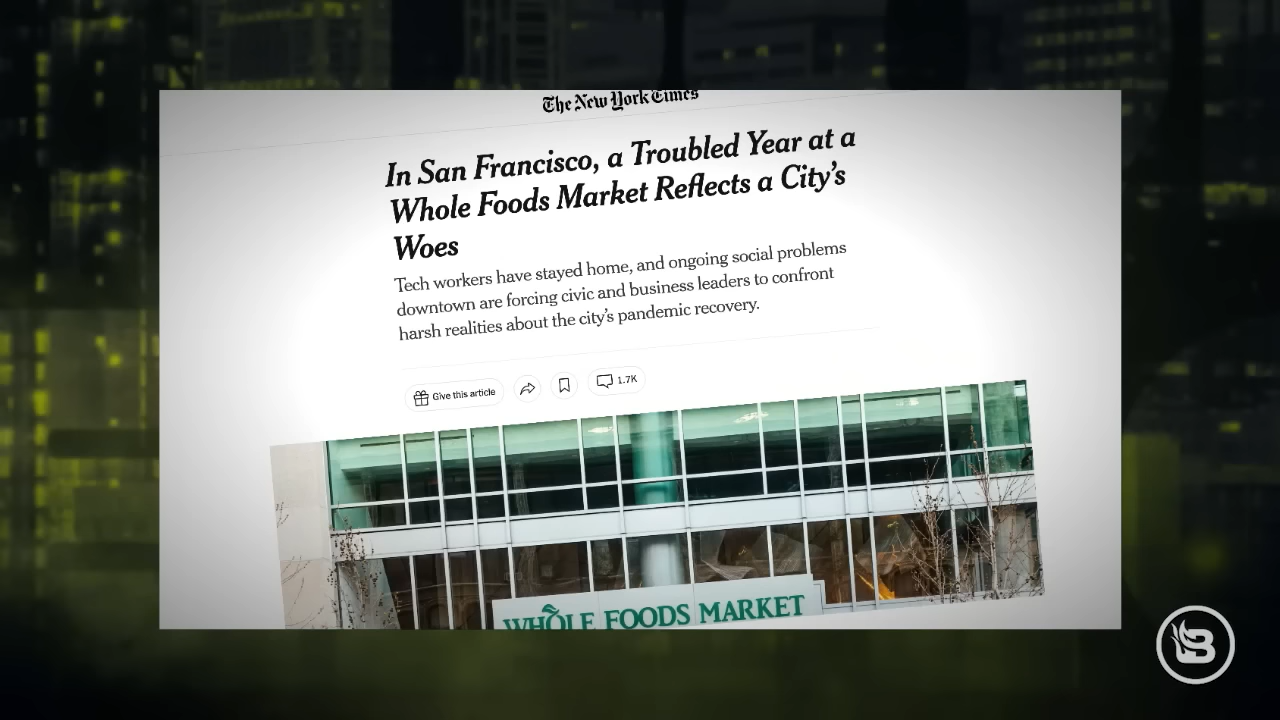 The New York Times
In San Francisco, a Troubled Year at a
Whole Foods Market Reflects a City's
Woes
Tech workers have stayed home, and ongoing social problems
downtown are forcing civic and business leaders to confront
harsh realities about the city's pandemic recovery.
Give this article
1.7K
WHOLE FOODS MARKET
B